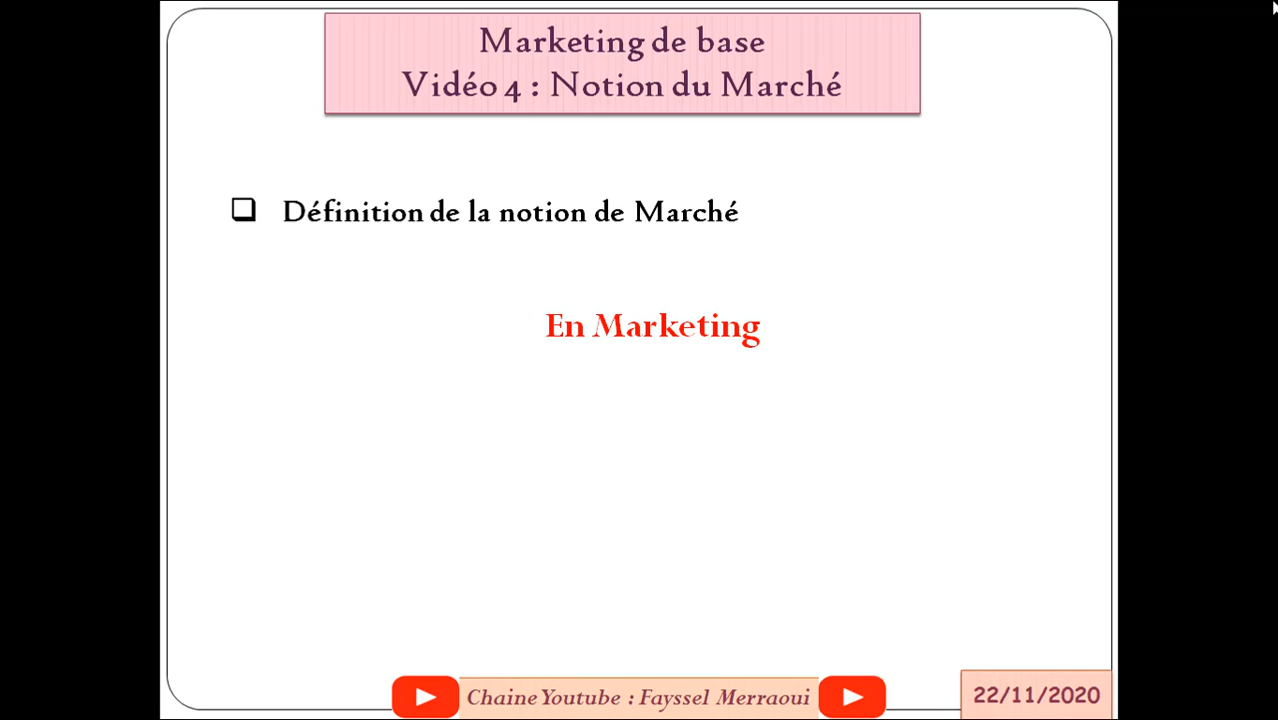 Marketing de base
Vidéo 4 : Notion du Marché
Définition de la notion de Marché
En Marketing
Chaine Youtube : Fayssel Merraoui
22/11/2020